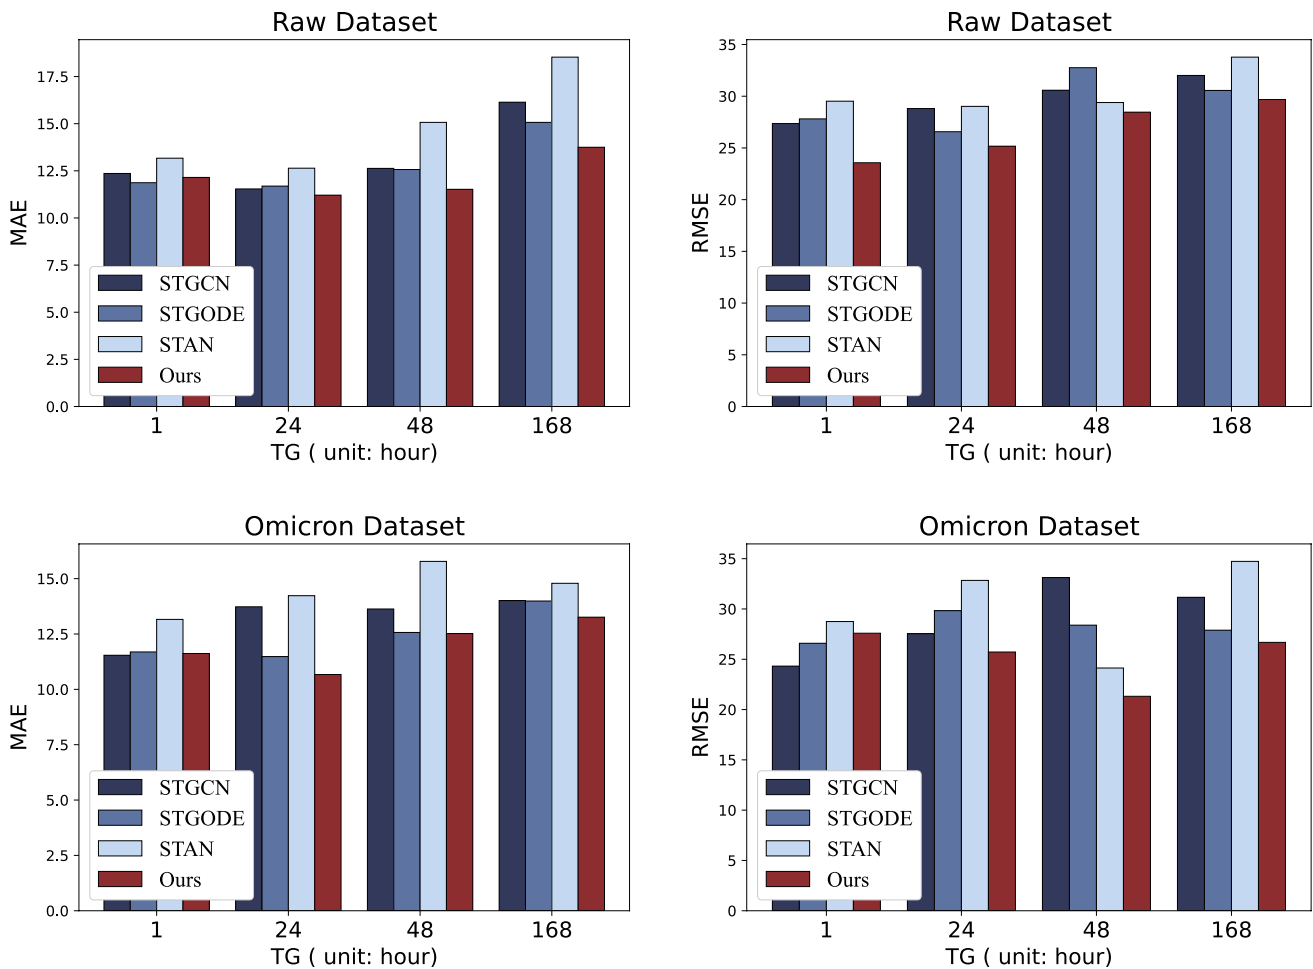 Raw Dataset
17.5
15.0
12.5
10.0
7.5
5.0
2.5
0.0
MAE
STGCN
STGODE
STAN
Ours
1 24 48 168
TG ( unit: hour)
Raw Dataset
35
30
25
20
15
10
5
0
RMSE
STGCN
STGODE
STAN
Ours
1 24 48 168
TG ( unit: hour)
Omicron Dataset
15.0
12.5
10.0
7.5
5.0
2.5
0.0
MAE
STGCN
STGODE
STAN
Ours
1 24 48 168
TG ( unit: hour)
Omicron Dataset
35
30
25
20
15
10
5
0
RMSE
STGCN
STGODE
STAN
Ours
1 24 48 168
TG ( unit: hour)